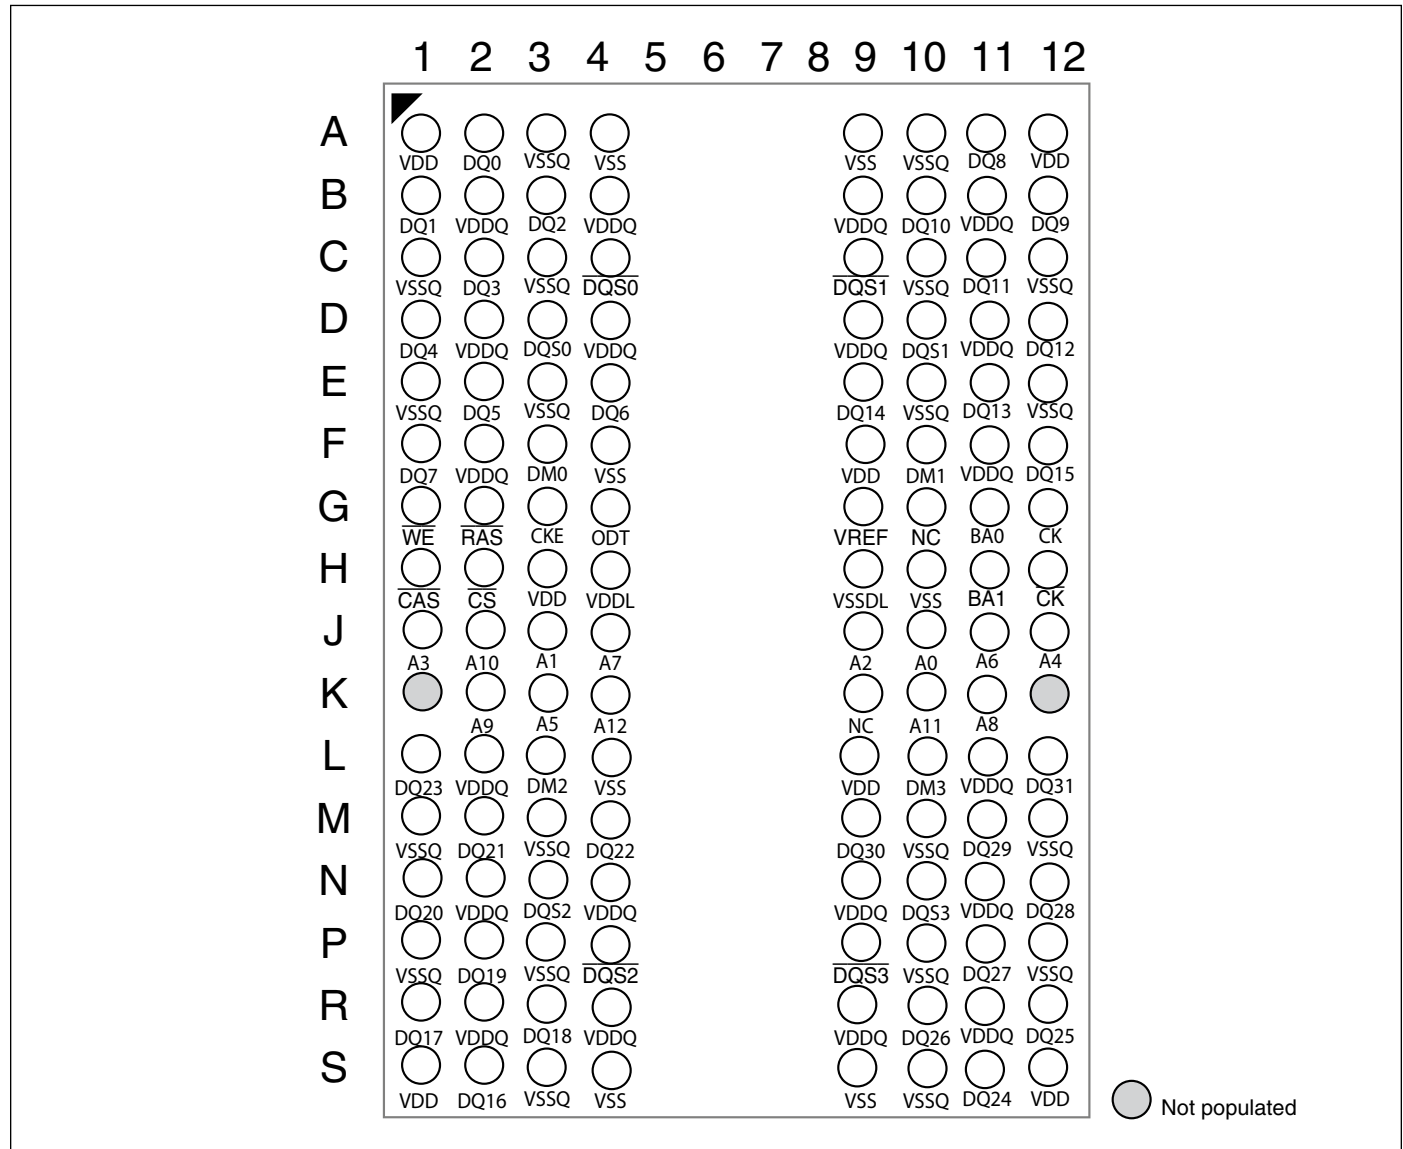 1 2 3 4 5 6 7 8 9 10 11 12
A
VDD DQ0 VSSQ VSS VSS VSSQ DQ8 VDD
B
DQ1 VDDQ DQ2 VDDQ VDDQ DQ10 VDDQ DQ9
C
VSSQ DQ3 VSSQ DQS0 DQS1 VSSQ DQ11 VSSQ
D
DQ4 VDDQ DQS0 VDDQ VDDQ DQS1 VDDQ DQ12
E
VSSQ DQ5 VSSQ DQ6 DQ14 VSSQ DQ13 VSSQ
F
DQ7 VDDQ DM0 VSS VDD DM1 VDDQ DQ15
G
WE RAS CKE ODT VREF NC BA0 CK
H
CAS CS VDD VDDL VSSDL VSS BA1 CK
J
A3 A10 A1 A7 A2 A0 A6 A4
K
A9 A5 A12 NC A11 A8
L
DQ23 VDDQ DM2 VSS VDD DM3 VDDQ DQ31
M
VSSQ DQ21 VSSQ DQ22 DQ30 VSSQ DQ29 VSSQ
N
DQ20 VDDQ DQS2 VDDQ VDDQ DQS3 VDDQ DQ28
P
VSSQ DQ19 VSSQ DQS2 DQS3 VSSQ DQ27 VSSQ
R
DQ17 VDDQ DQ18 VDDQ VDDQ DQ26 VDDQ DQ25
S
VDD DQ16 VSSQ VSS VSS VSSQ DQ24 VDD
Not populated